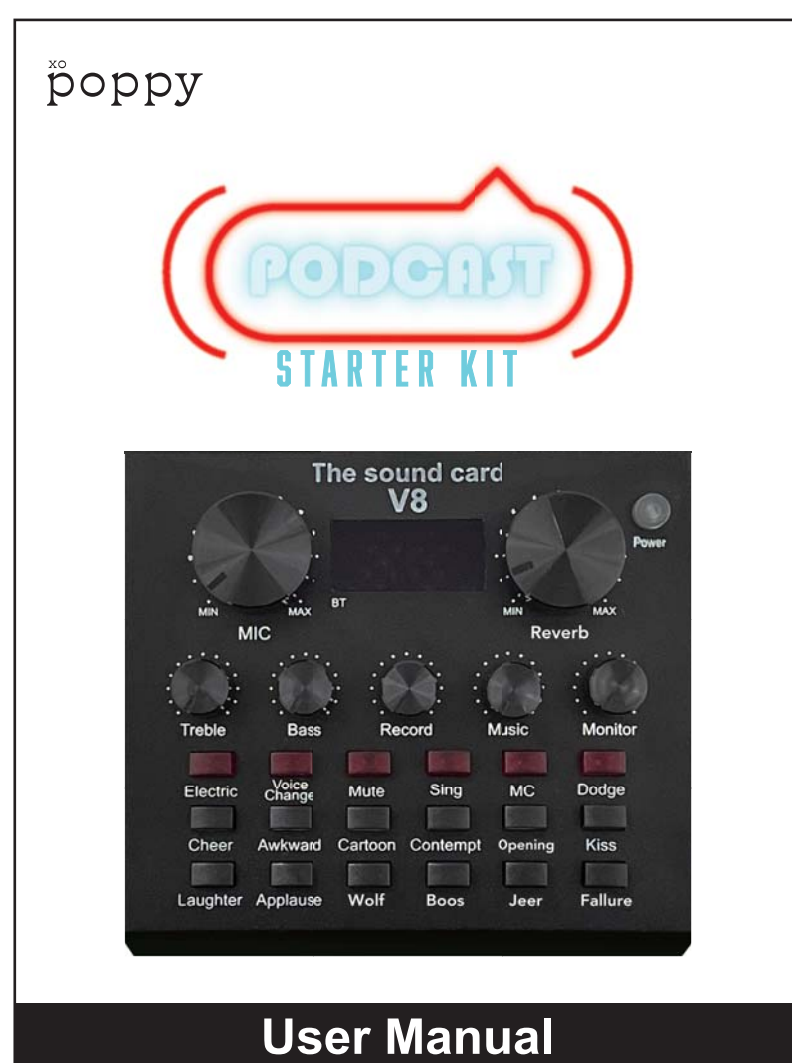 xo
poppy
PODCAST
STARTER KIT
The sound card
V8
Power
BT
MIN MAX MIN MAX
MIC Reverb
Treble Bass Record Music Monitor
Electric Voice Change Mute Sing MC Dodge
Cheer Awkward Cartoon Contempt Opening Kiss
Laughter Applause Wolf Boos Jeer Fallure
User Manual